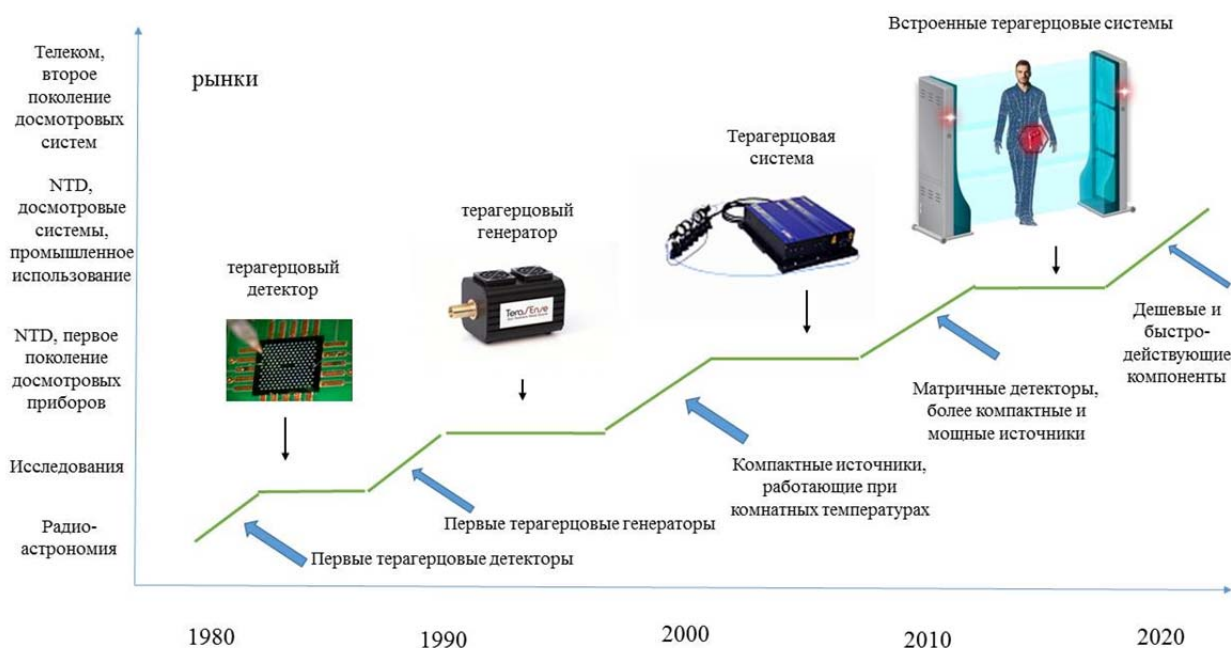 Телеком,
второе
поколение
досмотровых
систем
NTD,
досмотровые
системы,
промышленное
использование
NTD, первое
поколение
досмотровых
приборов
Исследования
Радио-
астрономия
рынки
терагерцовый
детектор
терагерцовый
генератор
TeraSense
Терагерцовая
система
Встроенные терагерцовые системы
Первые терагерцовые детекторы
Первые терагерцовые генераторы
Компактные источники,
работающие при
комнатных температурах
Матричные детекторы,
более компактные и
мощные источники
Дешевые и
быстро-
действующие
компоненты
1980
1990
2000
2010
2020